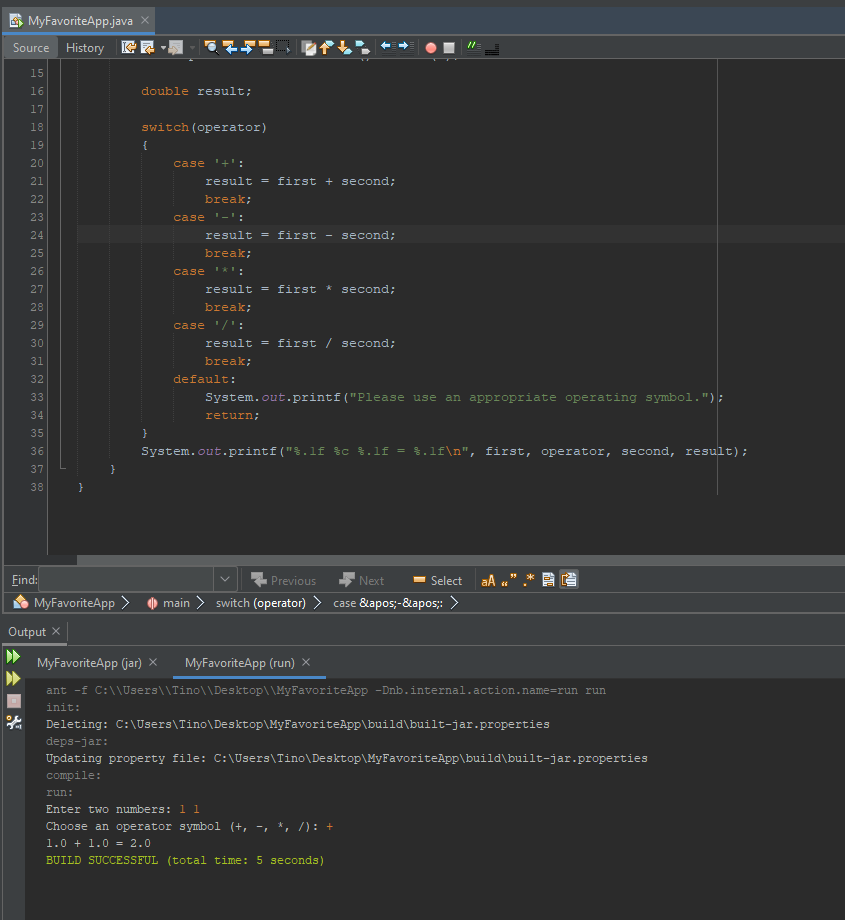 MyFavoriteApp.java
Source History
15
16 double result;
17
18 switch(operator)
19 {
20 case '+':
21 result = first + second;
22 break;
23 case '-':
24 result = first - second;
25 break;
26 case '*':
27 result = first * second;
28 break;
29 case '/':
30 result = first / second;
31 break;
32 default:
33 System.out.printf("Please use an appropriate operating symbol.");
34 return;
35 }
36 System.out.printf("%.1f %c %.1f = %.1f\n", first, operator, second, result);
37 }
38 }
Find: Previous Next Select aA
MyFavoriteApp main switch (operator) case &apos;-&apos;:
Output
MyFavoriteApp (jar) MyFavoriteApp (run)
ant -f C:\\Users\\Tino\\Desktop\\MyFavoriteApp -Dnb.internal.action.name=run run
init:
Deleting: C:\Users\Tino\Desktop\MyFavoriteApp\build\built-jar.properties
deps-jar:
Updating property file: C:\Users\Tino\Desktop\MyFavoriteApp\build\built-jar.properties
compile:
run:
Enter two numbers: 1 1
Choose an operator symbol (+, -, *, /): +
1.0 + 1.0 = 2.0
BUILD SUCCESSFUL (total time: 5 seconds)